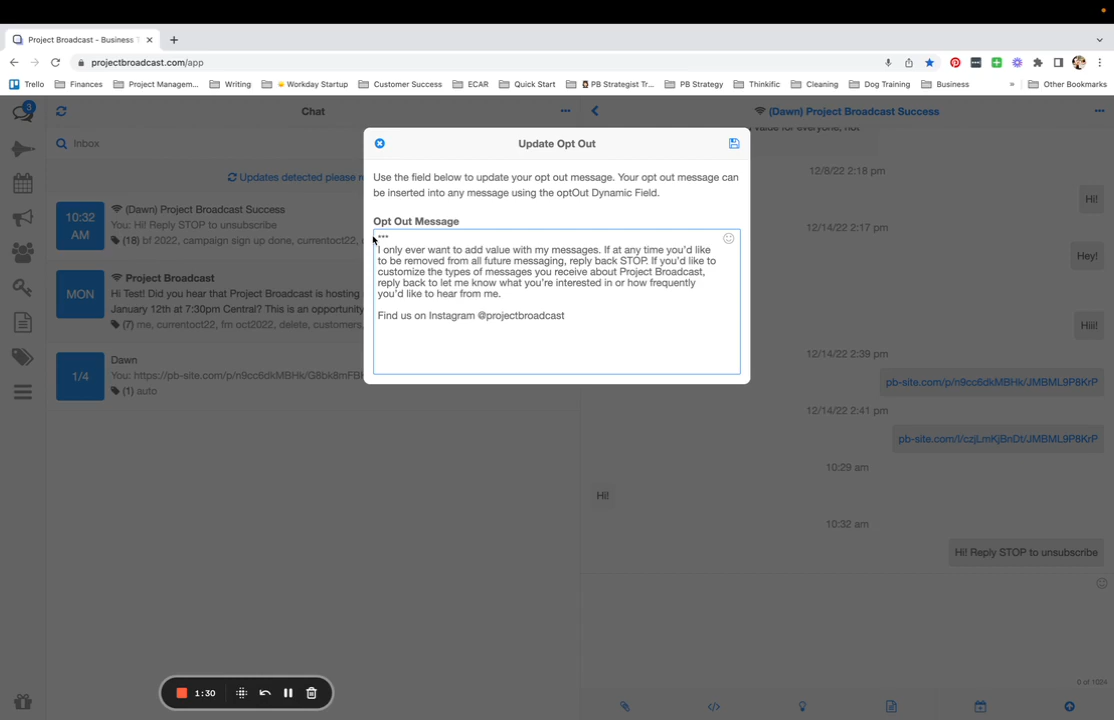 Project Broadcast - Business T
projectbroadcast.com/app
Trello
Finances
Project Managem...
Writing
Workday Startup
Customer Success
ECAR
Quick Start
PB Strategist Tr...
PB Strategy
Thinkific
Cleaning
Dog Training
Business
»
Other Bookmarks
3
Chat
(Dawn) Project Broadcast Success
Inbox
Updates detected please re
10:32
AM
(Dawn) Project Broadcast Success
You: Hi! Reply STOP to unsubscribe
(18) bf 2022, campaign sign up done, currentoct22,
MON
Project Broadcast
Hi Test! Did you hear that Project Broadcast is hosting
January 12th at 7:30pm Central? This is an opportunity
(7) me, currentoct22, fm oct2022, delete, customers,
1/4
Dawn
You: https://pb-site.com/p/n9cc6dkMBHk/G8bk8mFBH
(1) auto
Update Opt Out
Use the field below to update your opt out message. Your opt out message can
be inserted into any message using the optOut Dynamic Field.
Opt Out Message
***
I only ever want to add value with my messages. If at any time you'd like
to be removed from all future messaging, reply back STOP. If you'd like to
customize the types of messages you receive about Project Broadcast,
reply back to let me know what you're interested in or how frequently
you'd like to hear from me.
Find us on Instagram @projectbroadcast
value for everyone, not
12/8/22 2:18 pm
Hi!
12/14/22 2:17 pm
Hey!
Hiii!
12/14/22 2:39 pm
pb-site.com/p/n9cc6dkMBHk/JMBML9P8KrP
12/14/22 2:41 pm
pb-site.com/l/czjLmKjBnDt/JMBML9P8KrP
10:29 am
Hi!
10:32 am
Hi! Reply STOP to unsubscribe
0 of 1024
1:30